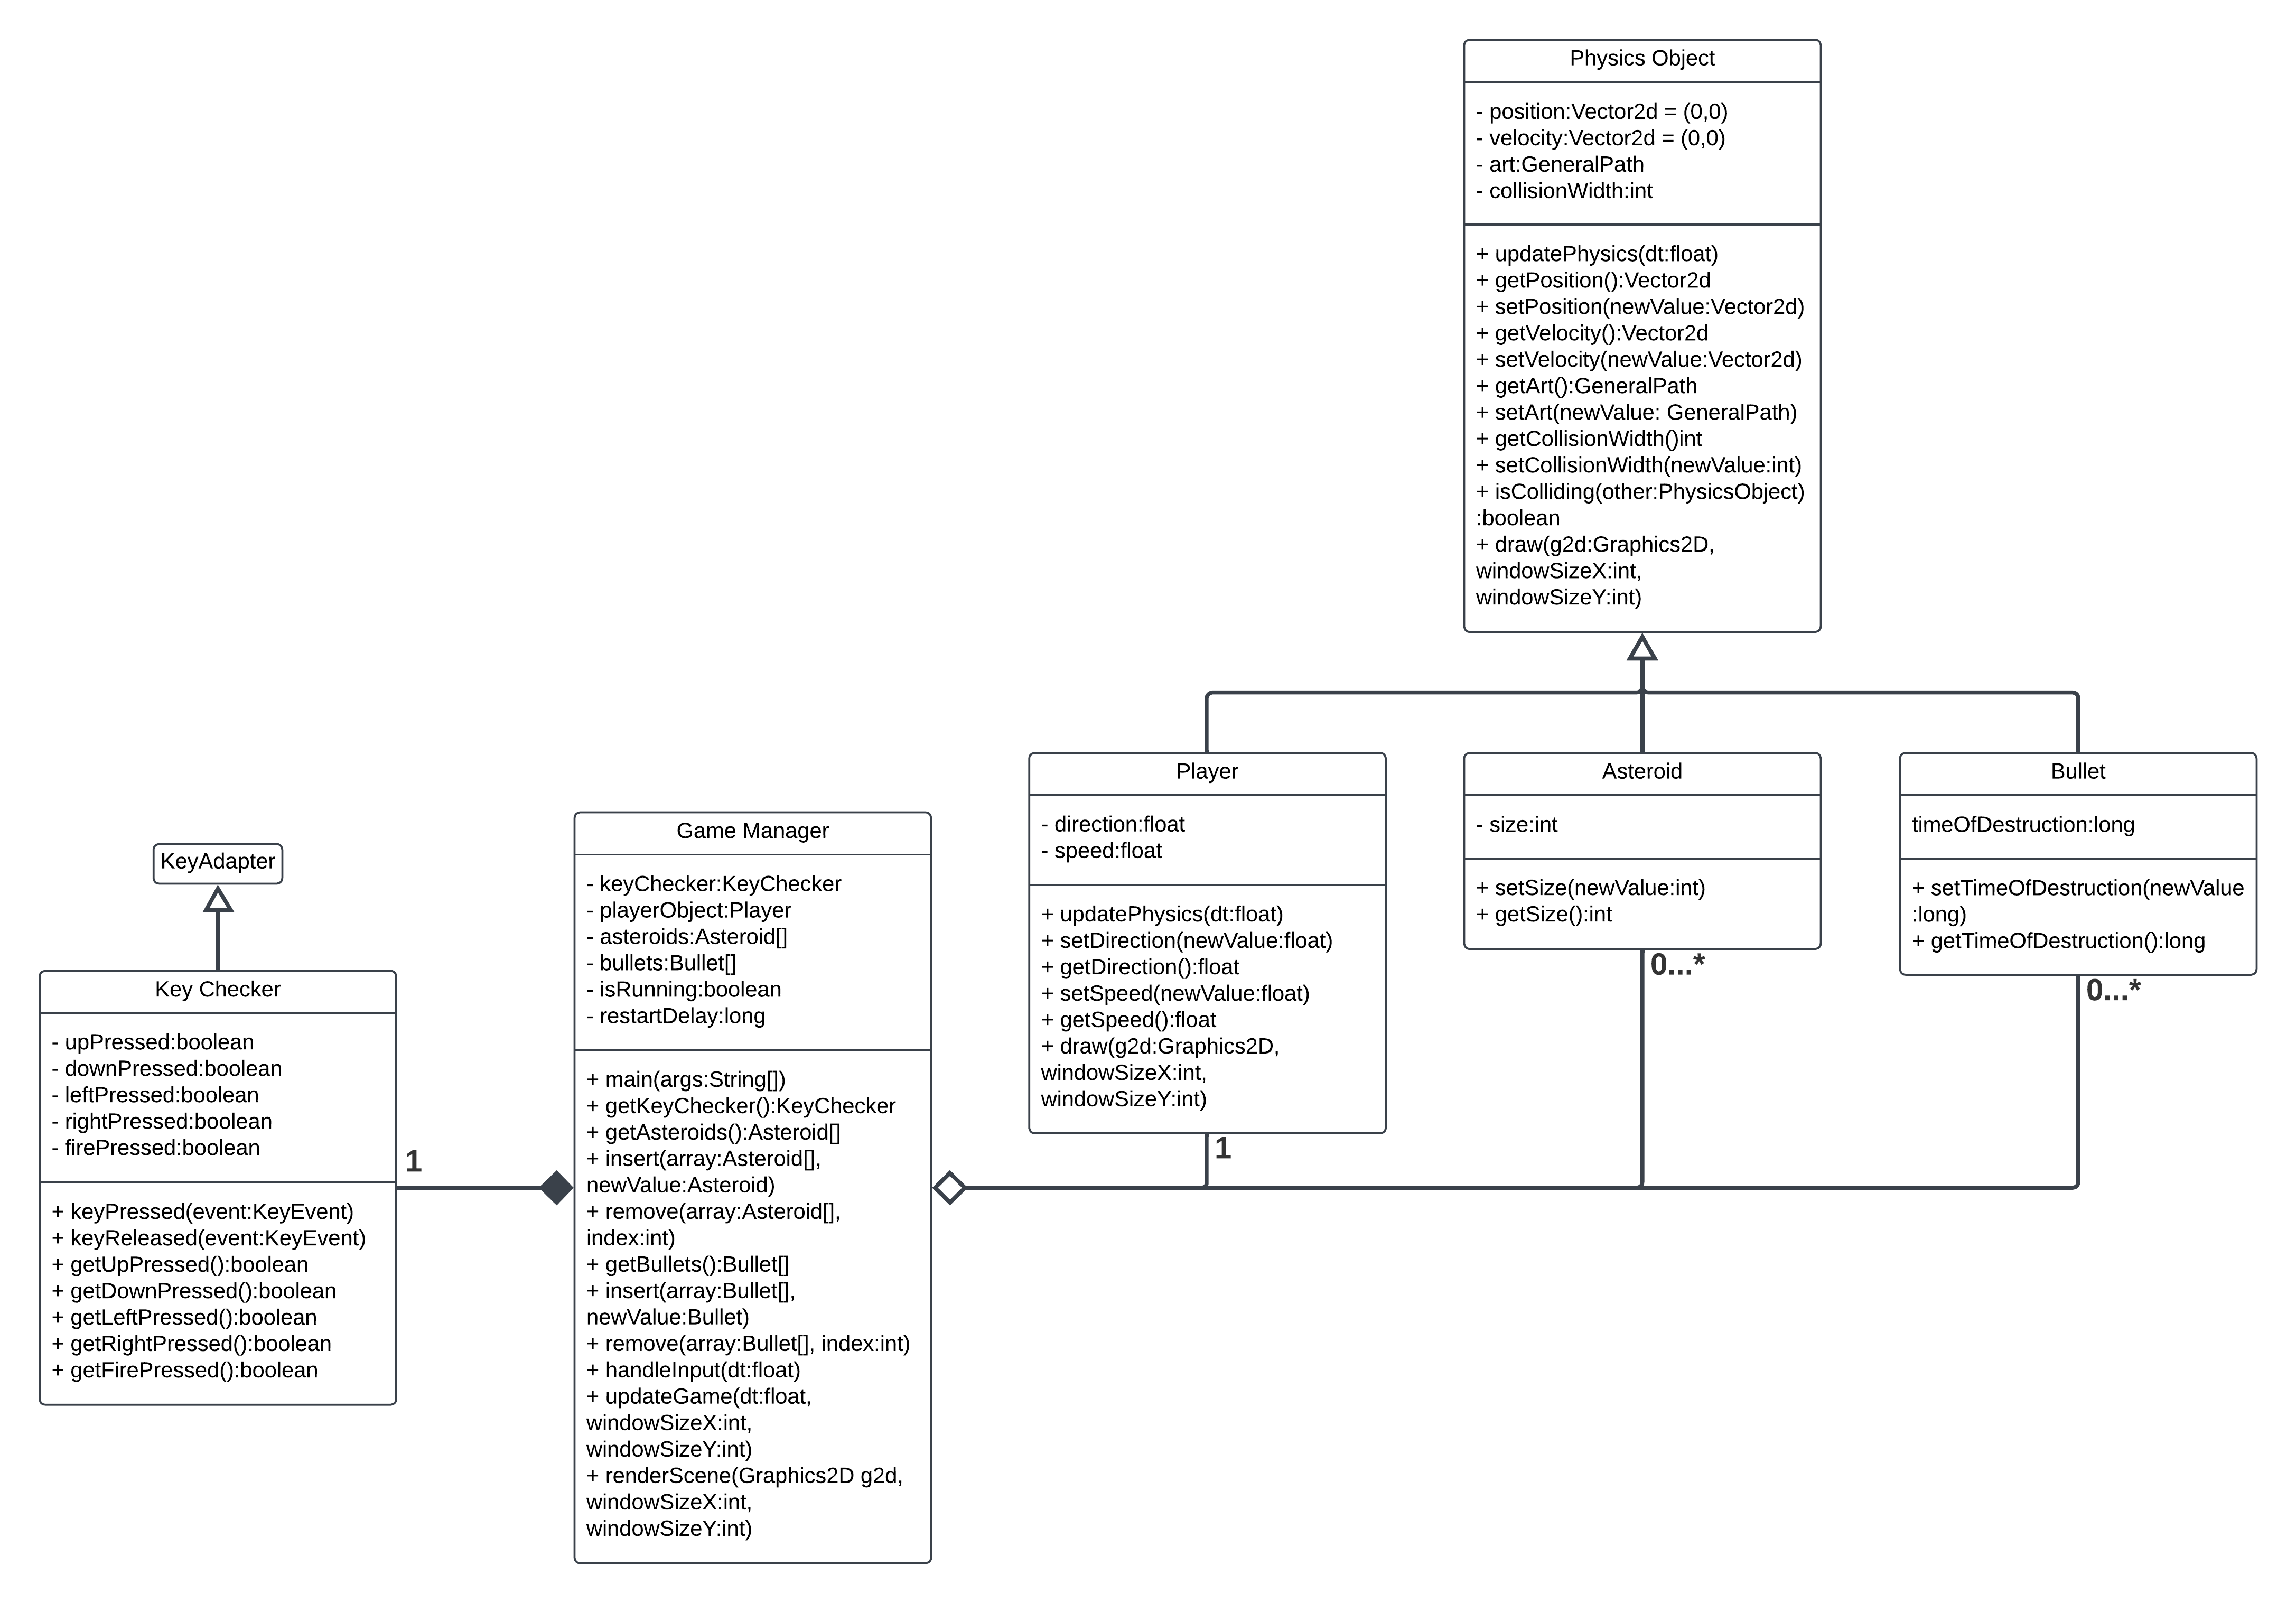 Physics Object
- position:Vector2d = (0,0)
- velocity:Vector2d = (0,0)
- art:GeneralPath
- collisionWidth:int
+ updatePhysics(dt:float)
+ getPosition():Vector2d
+ setPosition(newValue:Vector2d)
+ getVelocity():Vector2d
+ setVelocity(newValue:Vector2d)
+ getArt():GeneralPath
+ setArt(newValue: GeneralPath)
+ getCollisionWidth()int
+ setCollisionWidth(newValue:int)
+ isColliding(other:PhysicsObject)
:boolean
+ draw(g2d:Graphics2D,
windowSizeX:int,
windowSizeY:int)
KeyAdapter
Key Checker
- upPressed:boolean
- downPressed:boolean
- leftPressed:boolean
- rightPressed:boolean
- firePressed:boolean
+ keyPressed(event:KeyEvent)
+ keyReleased(event:KeyEvent)
+ getUpPressed():boolean
+ getDownPressed():boolean
+ getLeftPressed():boolean
+ getRightPressed():boolean
+ getFirePressed():boolean
1
Game Manager
- keyChecker:KeyChecker
- playerObject:Player
- asteroids:Asteroid[]
- bullets:Bullet[]
- isRunning:boolean
- restartDelay:long
+ main(args:String[])
+ getKeyChecker():KeyChecker
+ getAsteroids():Asteroid[]
+ insert(array:Asteroid[],
newValue:Asteroid)
+ remove(array:Asteroid[],
index:int)
+ getBullets():Bullet[]
+ insert(array:Bullet[],
newValue:Bullet)
+ remove(array:Bullet[], index:int)
+ handleInput(dt:float)
+ updateGame(dt:float,
windowSizeX:int,
windowSizeY:int)
+ renderScene(Graphics2D g2d,
windowSizeX:int,
windowSizeY:int)
Player
- direction:float
- speed:float
+ updatePhysics(dt:float)
+ setDirection(newValue:float)
+ getDirection():float
+ setSpeed(newValue:float)
+ getSpeed():float
+ draw(g2d:Graphics2D,
windowSizeX:int,
windowSizeY:int)
1
Asteroid
- size:int
+ setSize(newValue:int)
+ getSize():int
0...*
Bullet
timeOfDestruction:long
+ setTimeOfDestruction(newValue
:long)
+ getTimeOfDestruction():long
0...*